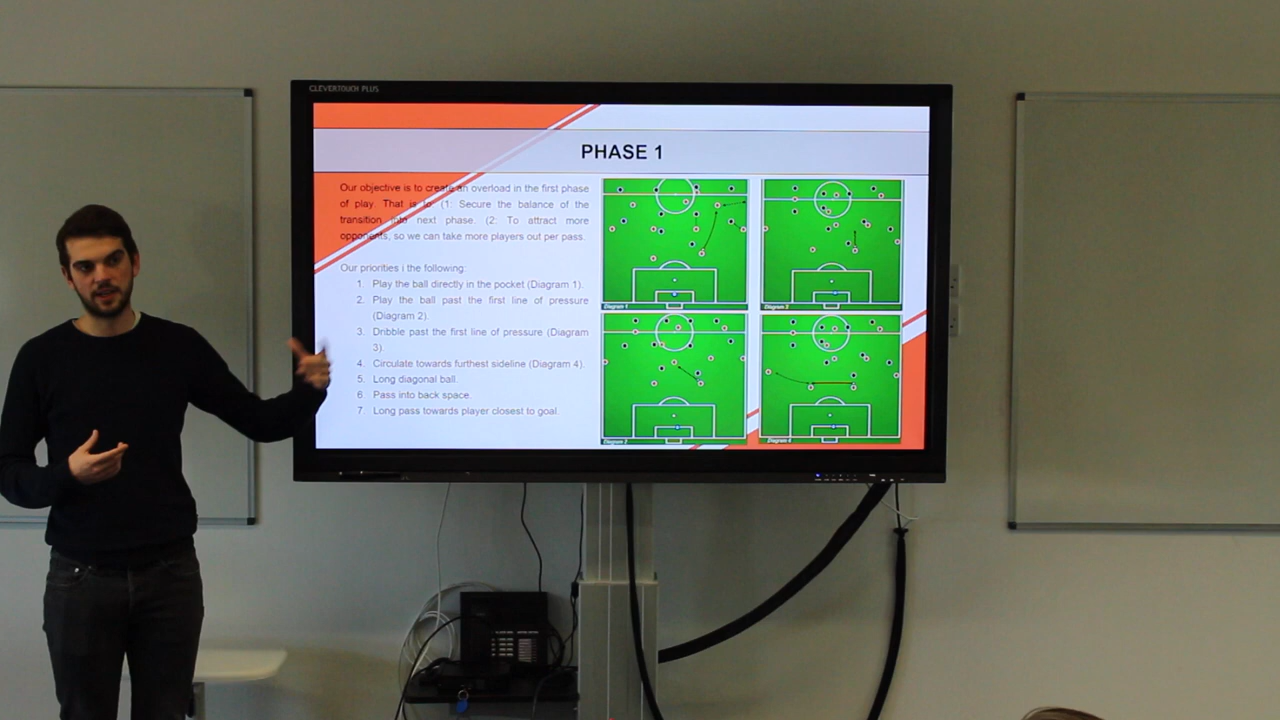 CLEVERTOUCH PLUS
PHASE 1
Our objective is to create an overload in the first phase
of play. That is to: (1: Secure the balance of the
transition into next phase. (2: To attract more
opponents, so we can take more players out per pass.
Our priorities i the following:
1. Play the ball directly in the pocket (Diagram 1).
2. Play the ball past the first line of pressure
(Diagram 2).
3. Dribble past the first line of pressure (Diagram
3).
4. Circulate towards furthest sideline (Diagram 4).
5. Long diagonal ball.
6. Pass into back space.
7. Long pass towards player closest to goal.
Diagram 1
Diagram 3
Diagram 2
Diagram 4